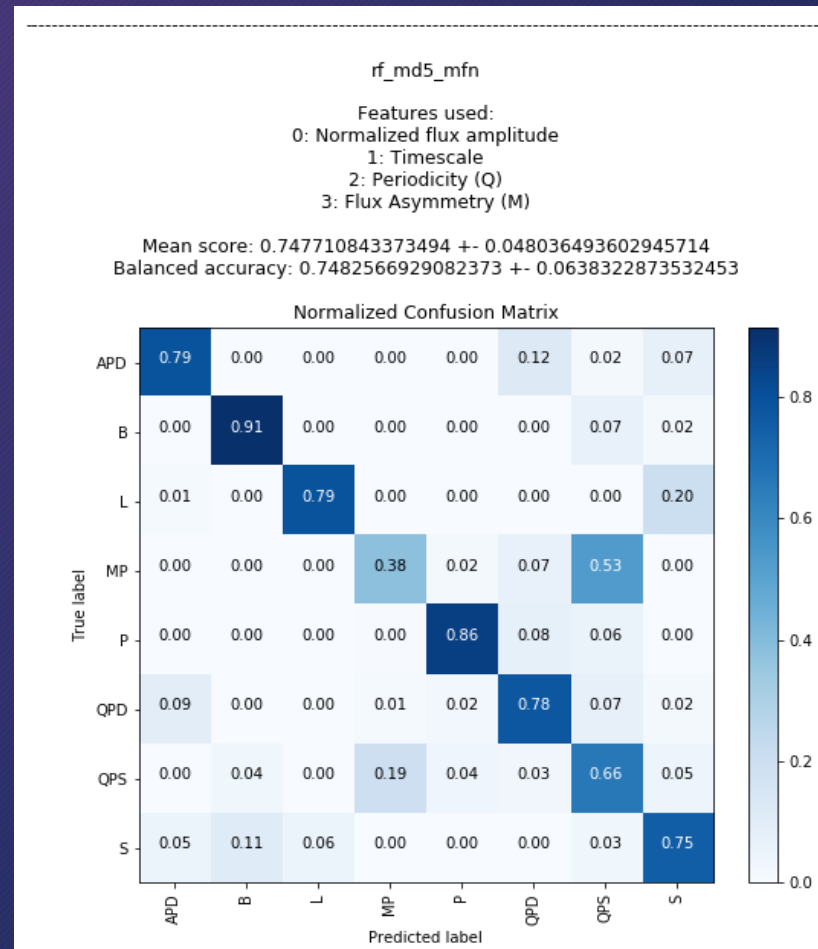 rf_md5_mfn
Features used:
0: Normalized flux amplitude
1: Timescale
2: Periodicity (Q)
3: Flux Asymmetry (M)
Mean score: 0.747710843373494 +- 0.048036493602945714
Balanced accuracy: 0.7482566929082373 +- 0.0638322873532453
Normalized Confusion Matrix
APD 0.79 0.00 0.00 0.00 0.00 0.12 0.02 0.07
B 0.00 0.91 0.00 0.00 0.00 0.00 0.07 0.02
L 0.01 0.00 0.79 0.00 0.00 0.00 0.00 0.20
MP 0.00 0.00 0.00 0.38 0.02 0.07 0.53 0.00
P 0.00 0.00 0.00 0.00 0.86 0.08 0.06 0.00
QPD 0.09 0.00 0.00 0.01 0.02 0.78 0.07 0.02
QPS 0.00 0.04 0.00 0.19 0.04 0.03 0.66 0.05
S 0.05 0.11 0.06 0.00 0.00 0.00 0.03 0.75
APD B L MP P QPD QPS S
Predicted label
True label
0.8
0.6
0.4
0.2
0.0